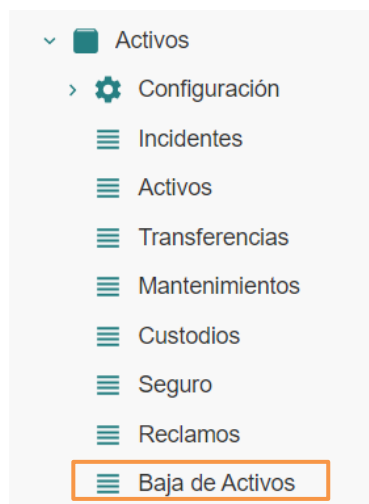 Activos
Configuración
Incidentes
Activos
Transferencias
Mantenimientos
Custodios
Seguro
Reclamos
Baja de Activos